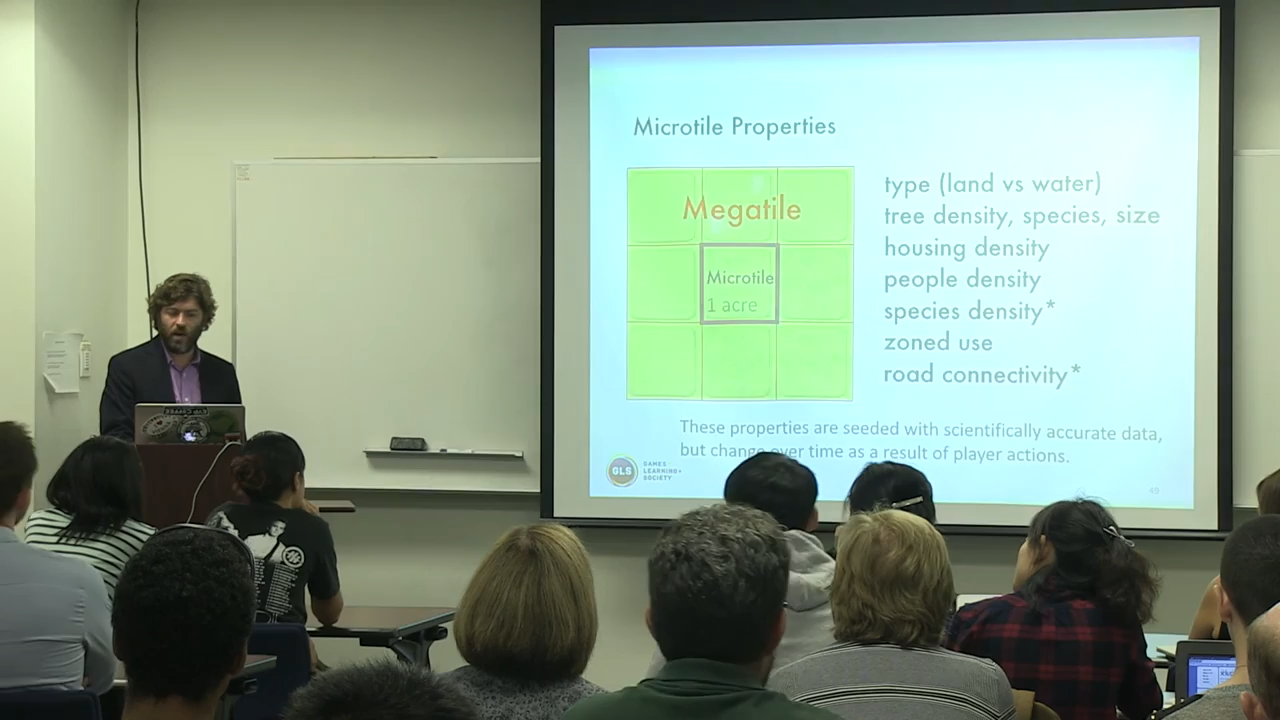 Microtile Properties
Megatile
Microtile
1 acre
type (land vs water)
tree density, species, size
housing density
people density
species density*
zoned use
road connectivity*
These properties are seeded with scientifically accurate data,
but change over time as a result of player actions.
GLS
GAMES
LEARNING+
SOCIETY
49